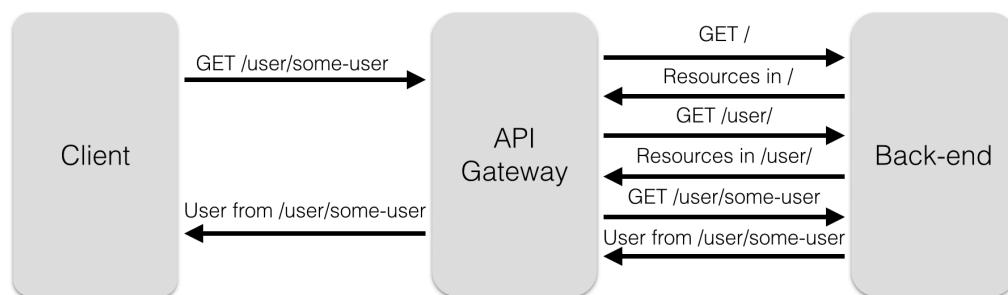 GET /
GET /user/some-user
Resources in /
GET /user/
Client
API
Gateway
Resources in /user/
Back-end
GET /user/some-user
User from /user/some-user
User from /user/some-user